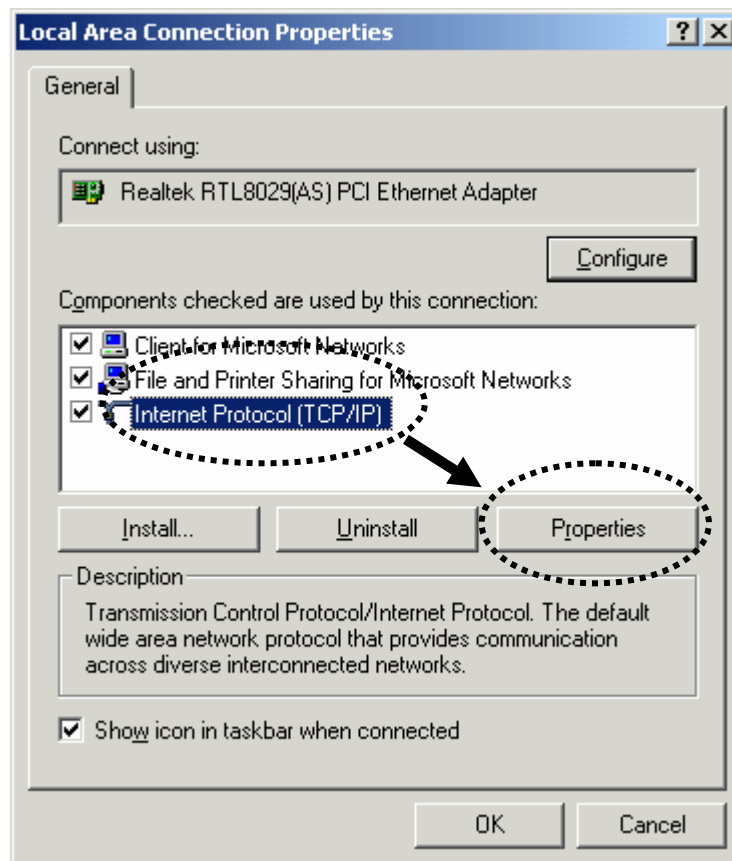 Local Area Connection Properties
General
Connect using:
Realtek RTL8029(AS) PCI Ethernet Adapter
Configure
Components checked are used by this connection:
Client for Microsoft Networks
File and Printer Sharing for Microsoft Networks
Internet Protocol (TCP/IP)
Install... Uninstall Properties
Description
Transmission Control Protocol/Internet Protocol. The default
wide area network protocol that provides communication
across diverse interconnected networks.
Show icon in taskbar when connected
OK Cancel